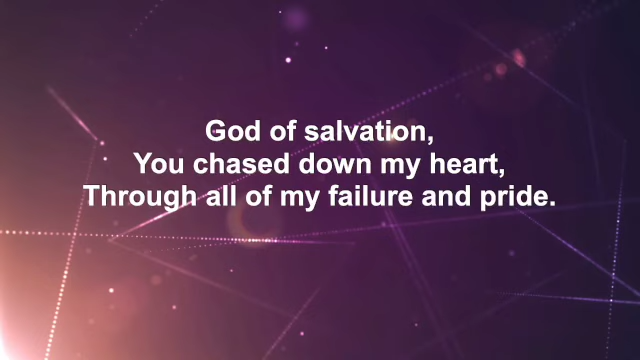 God of salvation,
You chased down my heart,
Through all of my failure and pride.